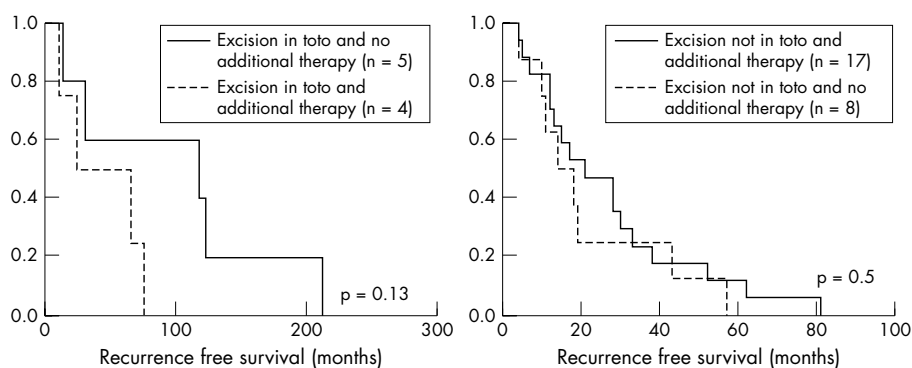 1.0
0.8
0.6
0.4
0.2
0.0
0
100
200
300
Excision in toto and no
additional therapy (n = 5)
Excision in toto and
additional therapy (n = 4)
p = 0.13
Recurrence free survival (months)
1.0
0.8
0.6
0.4
0.2
0.0
0
20
40
60
80
100
Excision not in toto and
additional therapy (n = 17)
Excision not in toto and no
additional therapy (n = 8)
p = 0.5
Recurrence free survival (months)